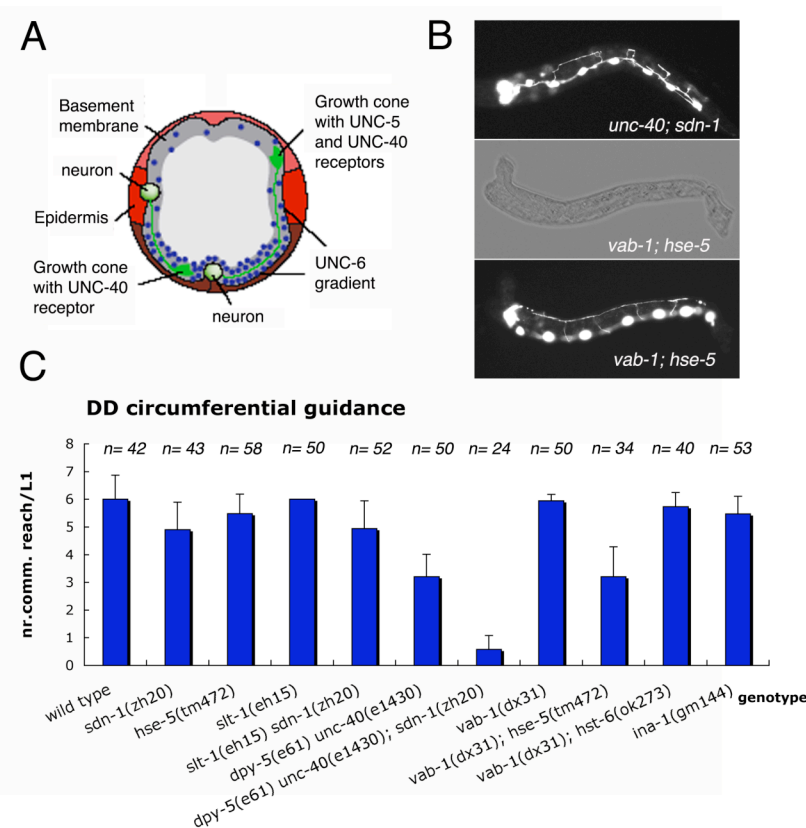 A
Basement
membrane
neuron
Epidermis
Growth cone
with UNC-40
receptor
Growth cone
with UNC-5
and UNC-40
receptors
UNC-6
gradient
neuron
B
unc-40; sdn-1
vab-1; hse-5
vab-1; hse-5
C
DD circumferential guidance
nr.comm. reach/L1
8
7
6
5
4
3
2
1
0
n= 42 n= 43 n= 58 n= 50 n= 52 n= 50 n= 24 n= 50 n= 34 n= 40 n= 53
wild type
sdn-1(zh20)
hse-5(tm472)
slt-1(eh15)
slt-1(eh15) sdn-1(zh20)
dpy-5(e61) unc-40(e1430)
dpy-5(e61) unc-40(e1430); sdn-1(zh20)
vab-1(dx31)
vab-1(dx31); hse-5(tm472)
vab-1(dx31); hst-6(ok273)
ina-1(gm144)
genotype